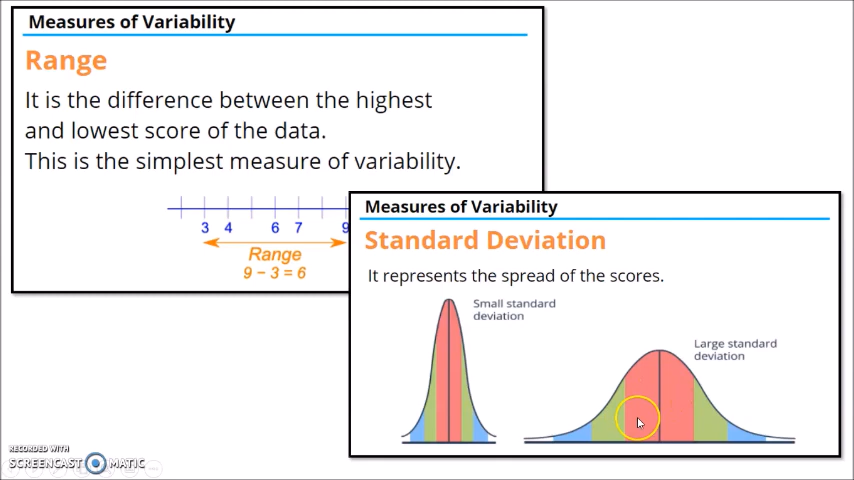 Measures of Variability
Range
It is the difference between the highest
and lowest score of the data.
This is the simplest measure of variability.
3 4 6 7 9
Range
9 − 3 = 6
Measures of Variability
Standard Deviation
It represents the spread of the scores.
Small standard
deviation
Large standard
deviation
RECORDED WITH
SCREENCAST MATIC